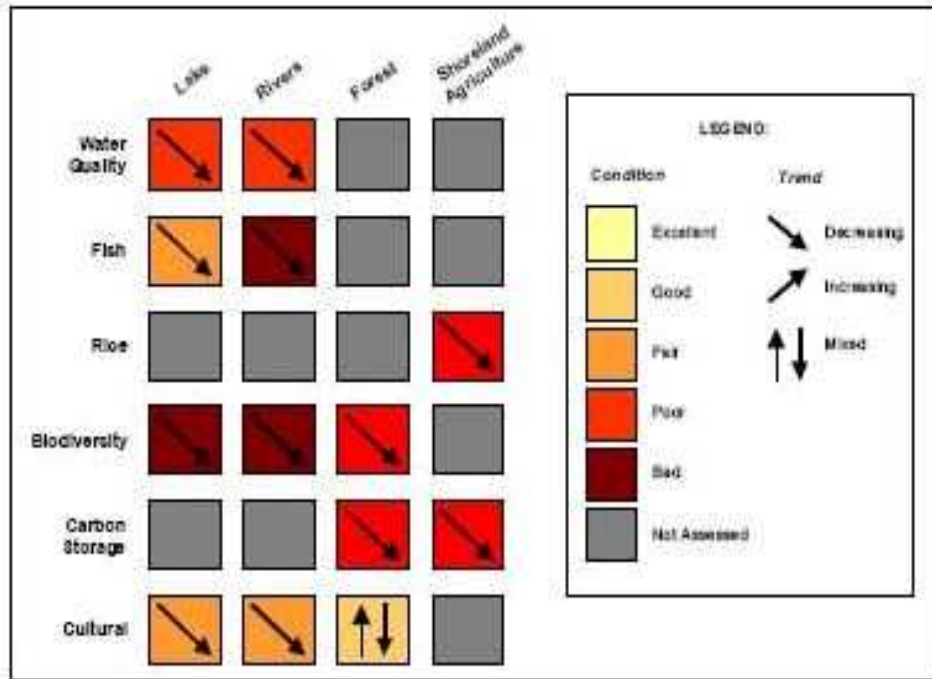 Lake
Rivers
Forest
Shoreland
Agriculture
Water
Quality
Fish
Rice
Biodiversity
Carbon
Storage
Cultural
LEGEND:
Condition
Trend
Excellent
Decreasing
Good
Increasing
Fair
Mixed
Poor
Bad
Not Assessed